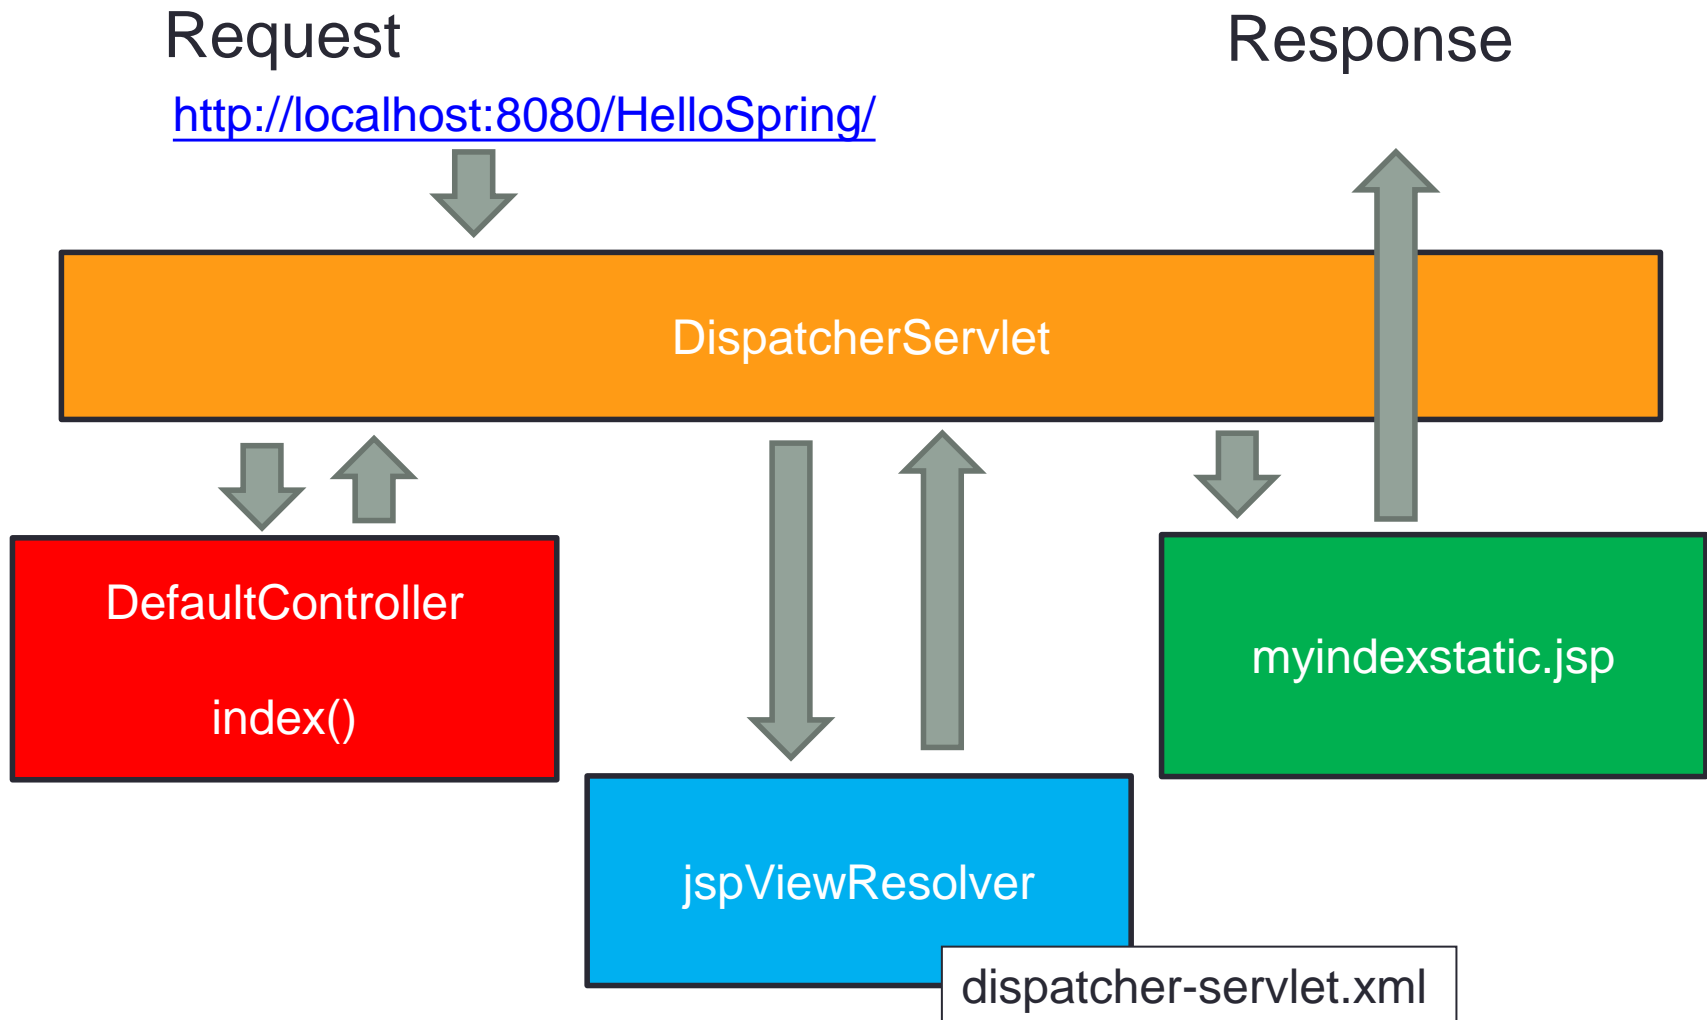 Request
Response
http://localhost:8080/HelloSpring/
DispatcherServlet
DefaultController
index()
myindexstatic.jsp
jspViewResolver
dispatcher-servlet.xml